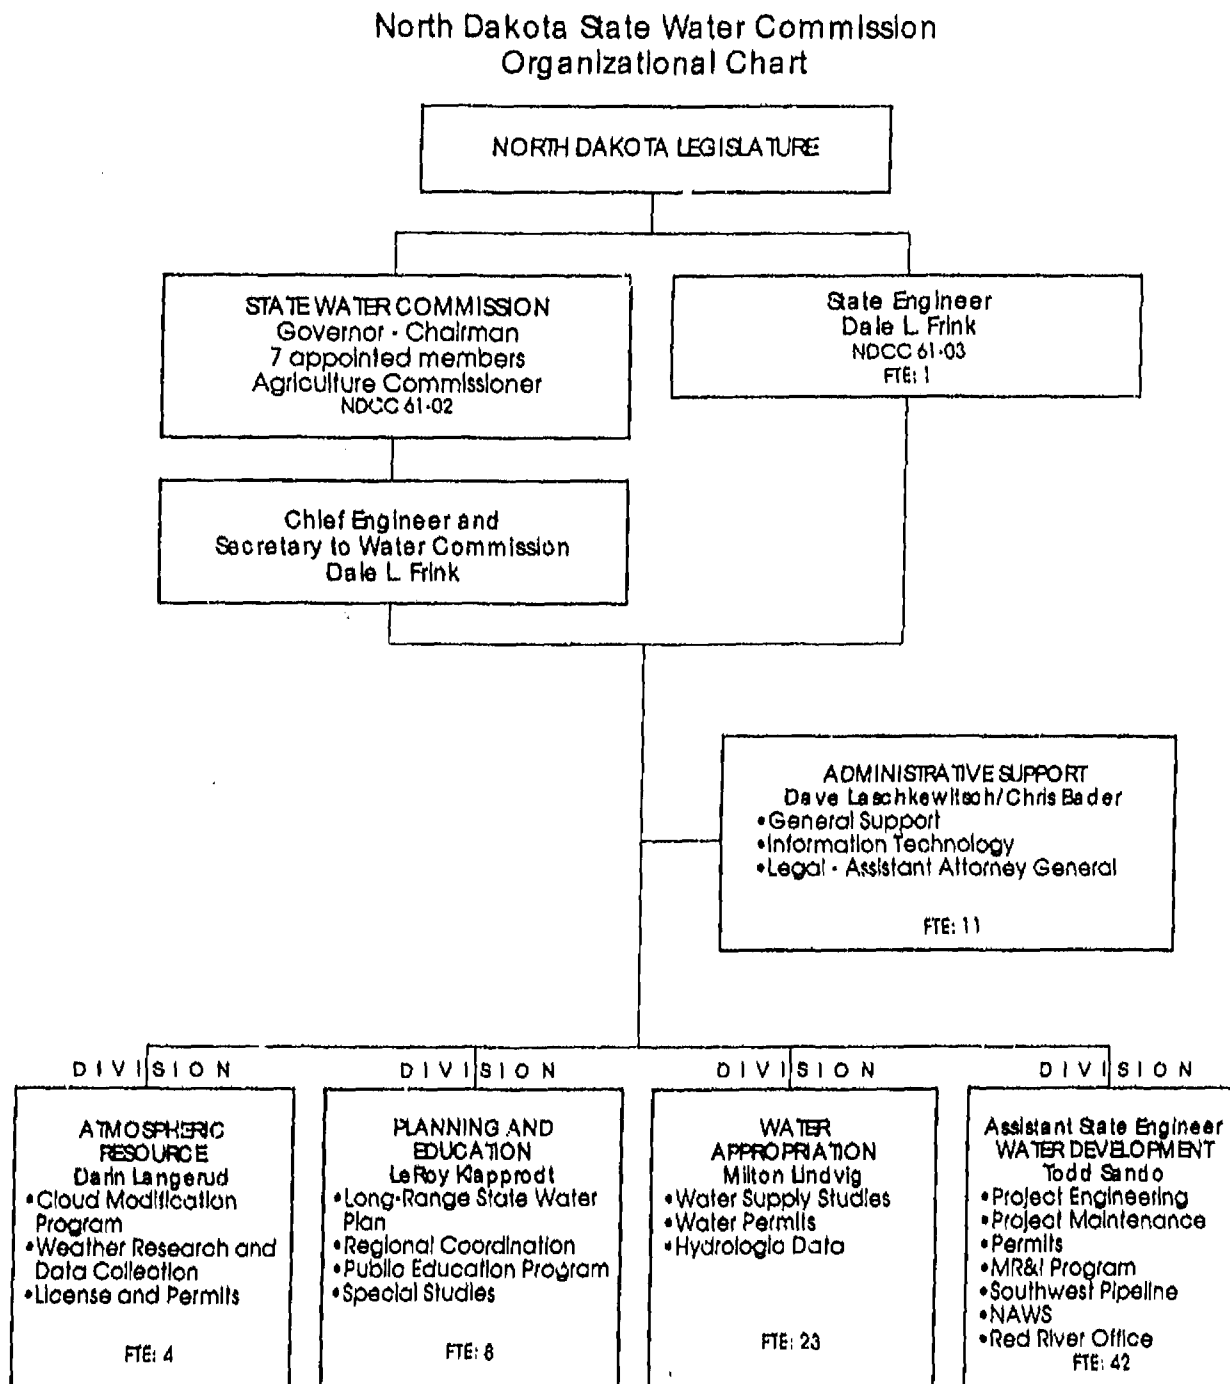 North Dakota State Water Commission
Organizational Chart
NORTH DAKOTA LEGISLATURE
STATE WATER COMMISSION
Governor - Chairman
7 appointed members
Agriculture Commissioner
NDCC 61-02
State Engineer
Dale L. Frink
NDCC 61-03
FTE: 1
Chief Engineer and
Secretary to Water Commission
Dale L. Frink
ADMINISTRATIVE SUPPORT
Dave Laschkewitsch/Chris Bader
•General Support
•Information Technology
•Legal - Assistant Attorney General
FTE: 11
DIVISION
ATMOSPHERIC
RESOURCE
Darin Langerud
•Cloud Modification
Program
•Weather Research and
Data Collection
•License and Permits
FTE: 4
DIVISION
PLANNING AND
EDUCATION
LeRoy Klapprodt
•Long-Range State Water
Plan
•Regional Coordination
•Public Education Program
•Special Studies
FTE: 8
DIVISION
WATER
APPROPRIATION
Milton Lindvig
•Water Supply Studies
•Water Permits
•Hydrologic Data
FTE: 23
DIVISION
Assistant State Engineer
WATER DEVELOPMENT
Todd Sando
•Project Engineering
•Project Maintenance
•Permits
•MR&I Program
•Southwest Pipeline
•NAWS
•Red River Office
FTE: 42